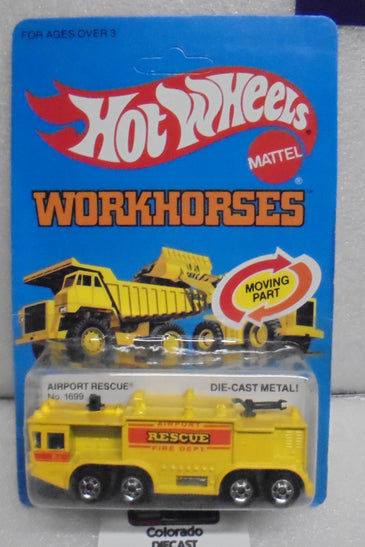 FOR AGES OVER 3
HOT WHEELS
MATTEL
®
WORKHORSES™
MOVING
PART
AIRPORT RESCUE®
No. 1699
DIE-CAST METAL!
AIRPORT
RESCUE
FIRE DEPT.
Colorado
DIECAST